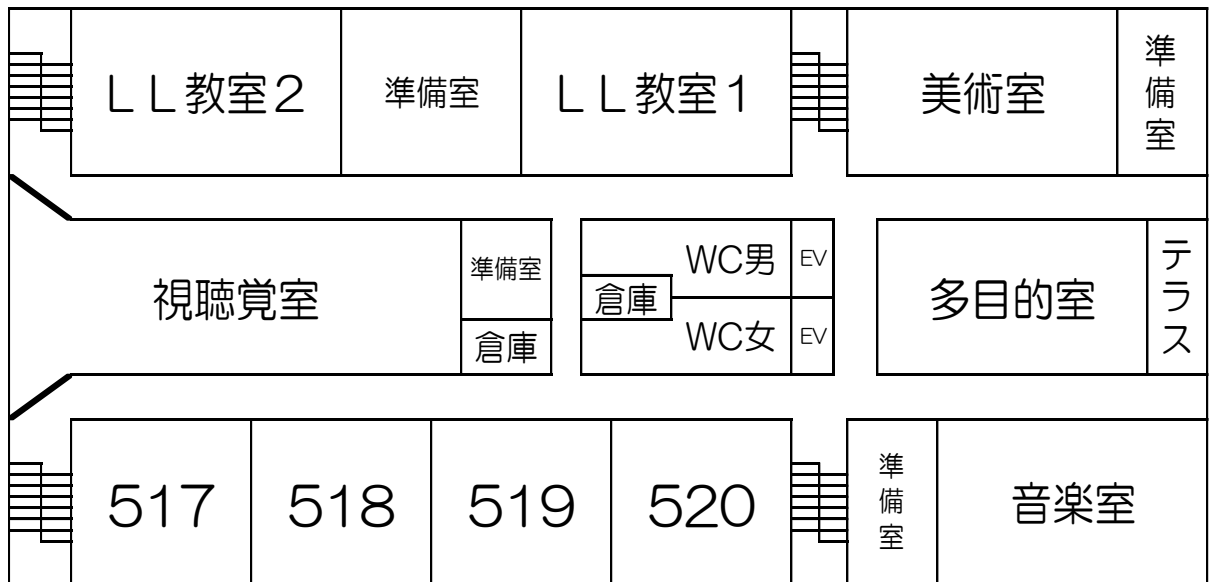 ＬＬ教室２
準備室
ＬＬ教室１
美術室
準備室
視聴覚室
準備室
倉庫
倉庫
WC男
EV
WC女
EV
多目的室
テラス
517
518
519
520
準備室
音楽室